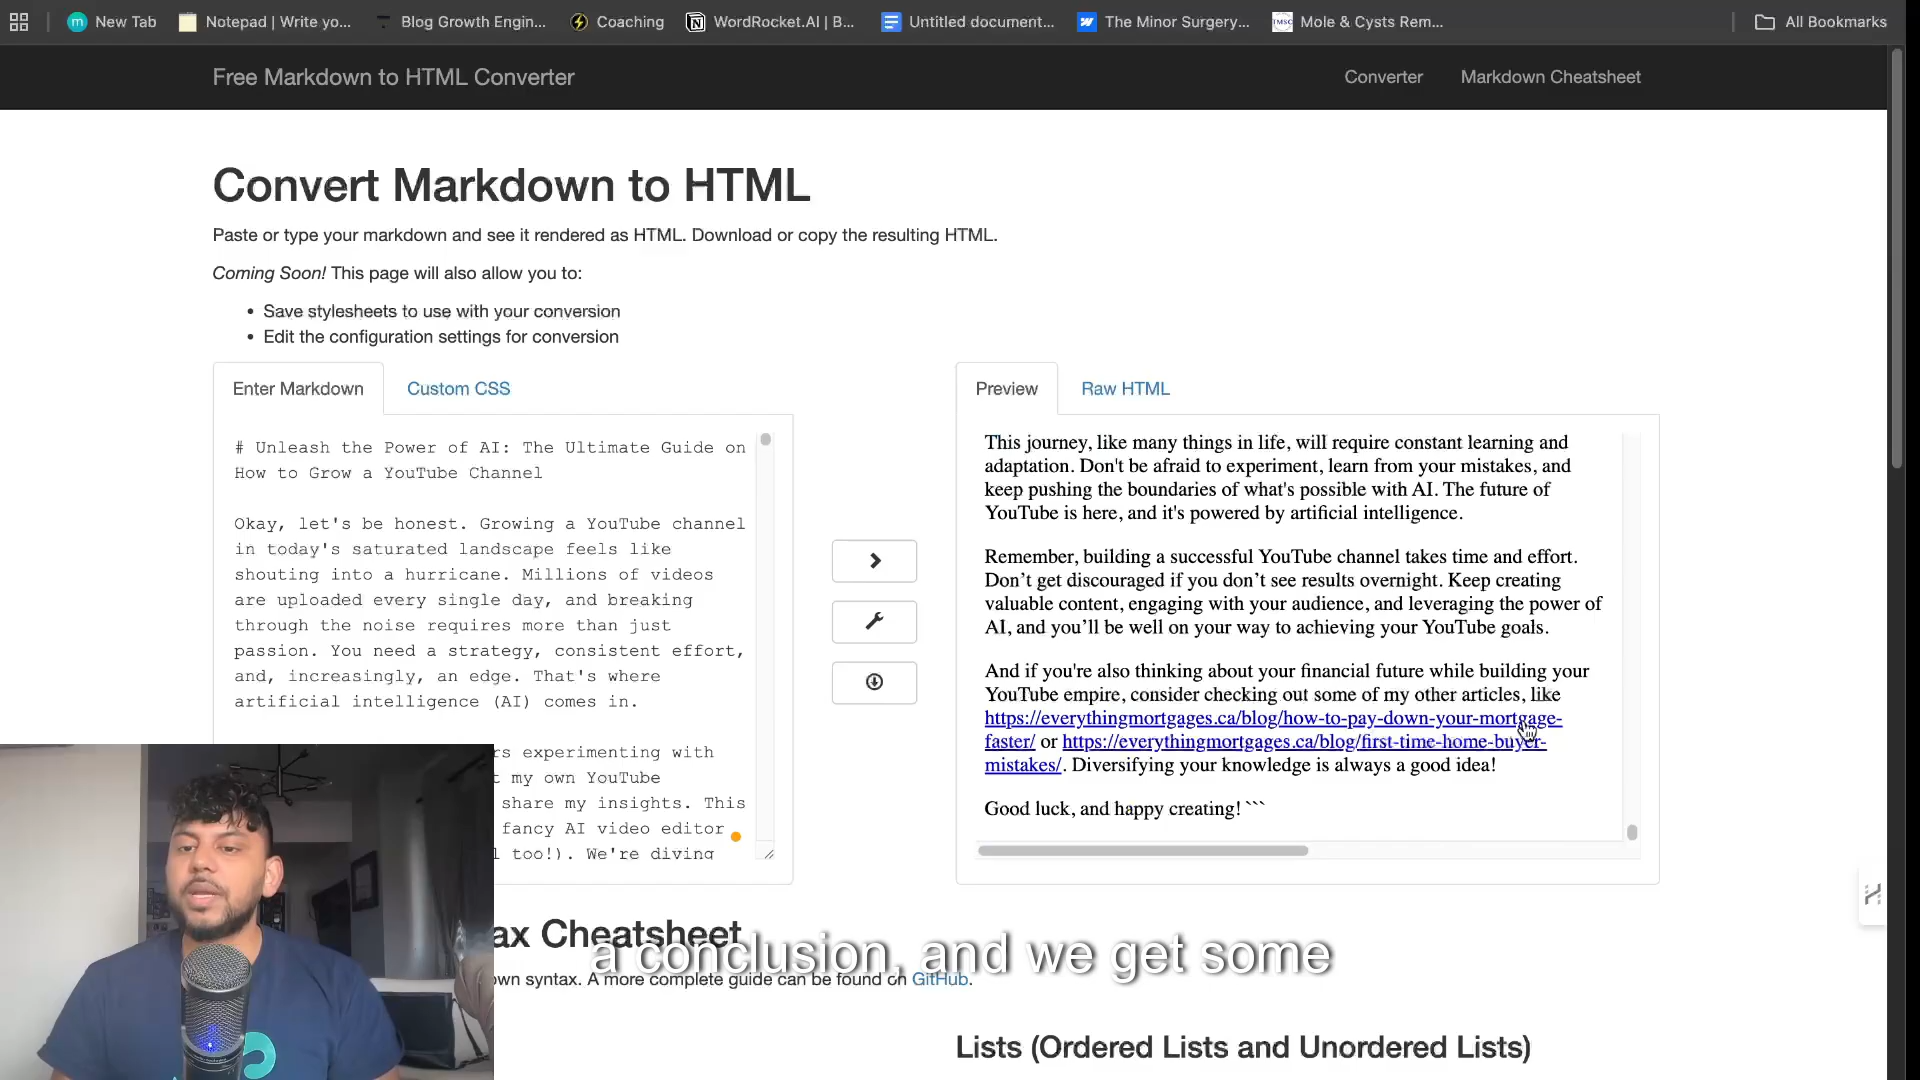 New Tab
Notepad | Write yo...
Blog Growth Engin...
Coaching
WordRocket.AI | B...
Untitled document...
The Minor Surgery...
Mole & Cysts Rem...
All Bookmarks
Free Markdown to HTML Converter
Converter
Markdown Cheatsheet
Convert Markdown to HTML
Paste or type your markdown and see it rendered as HTML. Download or copy the resulting HTML.
Coming Soon! This page will also allow you to:
• Save stylesheets to use with your conversion
• Edit the configuration settings for conversion
Enter Markdown
Custom CSS
# Unleash the Power of AI: The Ultimate Guide on
How to Grow a YouTube Channel
Okay, let's be honest. Growing a YouTube channel
in today's saturated landscape feels like
shouting into a hurricane. Millions of videos
are uploaded every single day, and breaking
through the noise requires more than just
passion. You need a strategy, consistent effort,
and, increasingly, an edge. That's where
artificial intelligence (AI) comes in.
rs experimenting with
t my own YouTube
share my insights. This
fancy AI video editor
l too!). We're diving
Preview
Raw HTML
This journey, like many things in life, will require constant learning and
adaptation. Don't be afraid to experiment, learn from your mistakes, and
keep pushing the boundaries of what's possible with AI. The future of
YouTube is here, and it's powered by artificial intelligence.
Remember, building a successful YouTube channel takes time and effort.
Don’t get discouraged if you don’t see results overnight. Keep creating
valuable content, engaging with your audience, and leveraging the power of
AI, and you’ll be well on your way to achieving your YouTube goals.
And if you're also thinking about your financial future while building your
YouTube empire, consider checking out some of my other articles, like
https://everythingmortgages.ca/blog/how-to-pay-down-your-mortgage-
faster/ or https://everythingmortgages.ca/blog/first-time-home-buyer-
mistakes/. Diversifying your knowledge is always a good idea!
Good luck, and happy creating! ```
ax Cheatsheet
a conclusion, and we get some
own syntax. A more complete guide can be found on GitHub.
Lists (Ordered Lists and Unordered Lists)